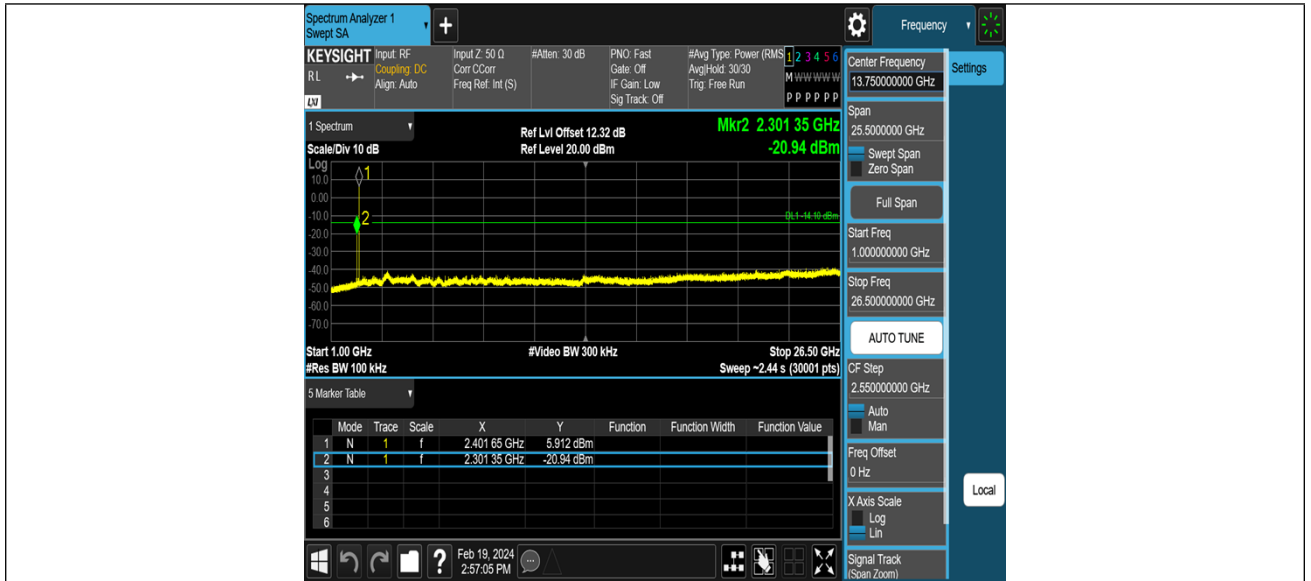 Spectrum Analyzer 1
Swept SA
+
Frequency
KEYSIGHT
RL
LXI
Input: RF
Coupling: DC
Align: Auto
Input Z: 50 Ω
Corr CCorr
Freq Ref: Int (S)
#Atten: 30 dB
PNO: Fast
Gate: Off
IF Gain: Low
Sig Track: Off
#Avg Type: Power (RMS
Avg|Hold: 30/30
Trig: Free Run
1 2 3 4 5 6
M W W W W W
P P P P P P
1 Spectrum
Scale/Div 10 dB
Ref Lvl Offset 12.32 dB
Ref Level 20.00 dBm
Mkr2 2.301 35 GHz
-20.94 dBm
Log
10.0
0.00
-10.0
-20.0
-30.0
-40.0
-50.0
-60.0
-70.0
1
2
DL1 -14.10 dBm
Start 1.00 GHz
#Res BW 100 kHz
#Video BW 300 kHz
Stop 26.50 GHz
Sweep ~2.44 s (30001 pts)
5 Marker Table
Mode Trace Scale X Y Function Function Width Function Value
1 N 1 f 2.401 65 GHz 5.912 dBm
2 N 1 f 2.301 35 GHz -20.94 dBm
3
4
5
6
?
Feb 19, 2024
2:57:05 PM
Center Frequency
13.750000000 GHz
Settings
Span
25.5000000 GHz
Swept Span
Zero Span
Full Span
Start Freq
1.000000000 GHz
Stop Freq
26.500000000 GHz
AUTO TUNE
CF Step
2.550000000 GHz
Auto
Man
Freq Offset
0 Hz
X Axis Scale
Log
Lin
Local
Signal Track
(Span Zoom)